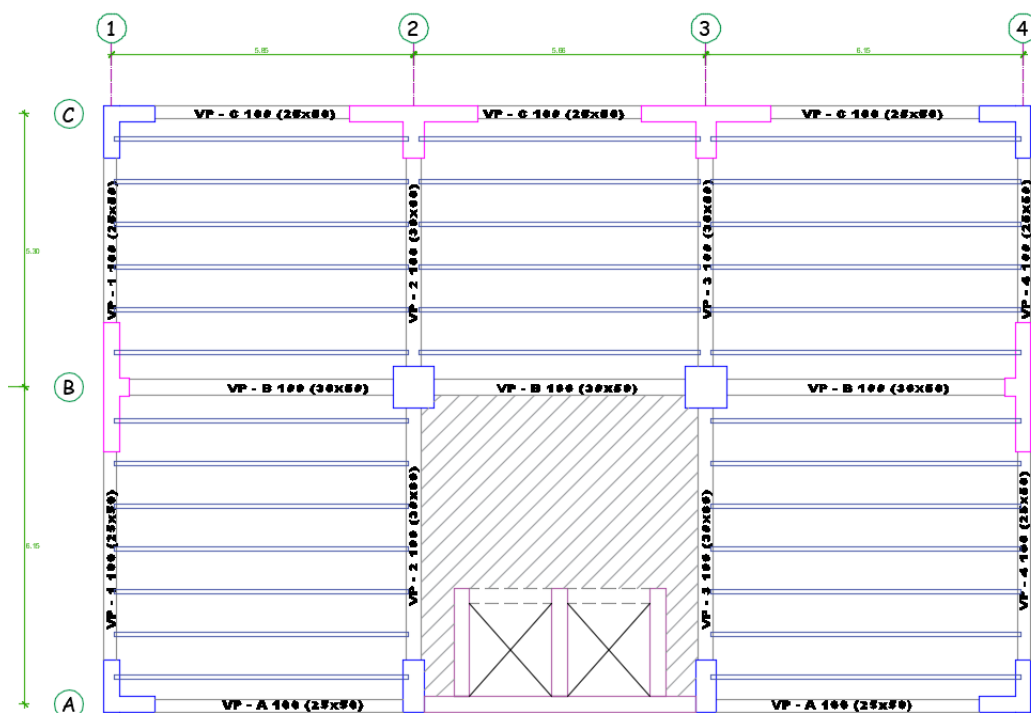 1 2 3 4
5.85 5.66 6.15
C
VP - C 100 (25x50) VP - C 100 (25x50) VP - C 100 (25x50)
5.30
VP - 1 100 (25x50)
VP - 2 100 (30x60)
VP - 3 100 (30x60)
VP - 4 100 (25x50)
B
VP - B 100 (30x50) VP - B 100 (30x50) VP - B 100 (30x50)
6.15
VP - 1 100 (25x50)
VP - 2 100 (30x60)
VP - 3 100 (30x60)
VP - 4 100 (25x50)
A
VP - A 100 (25x50) VP - A 100 (25x50)